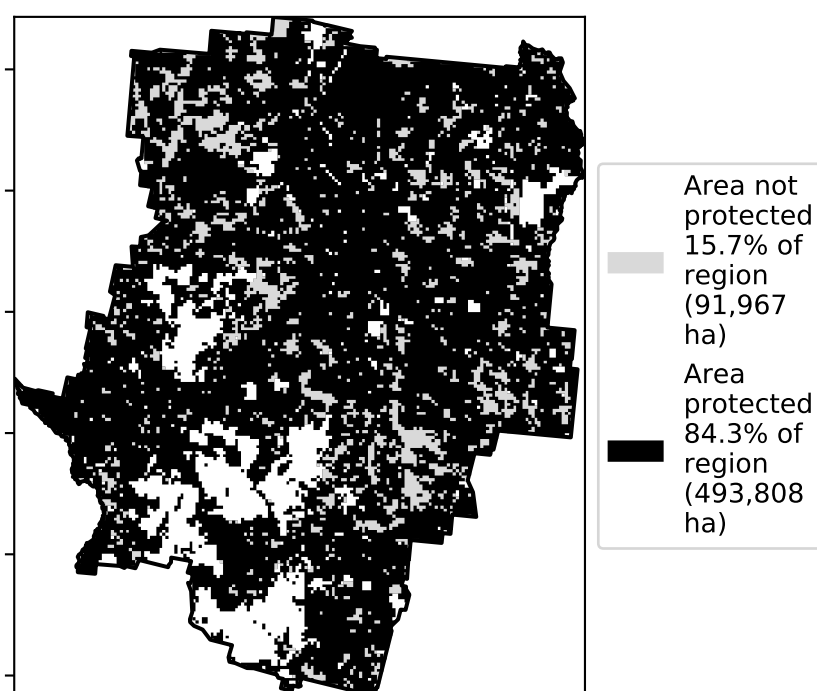 Area not
protected
15.7% of
region
(91,967
ha)
Area
protected
84.3% of
region
(493,808
ha)